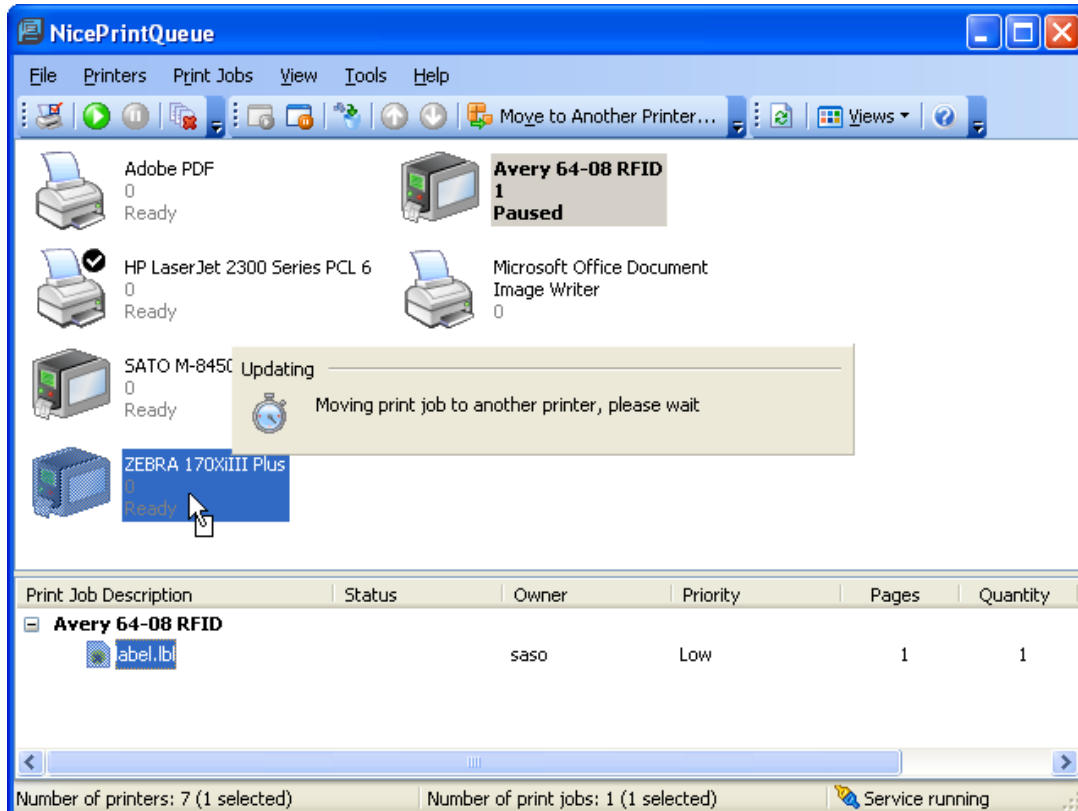 NicePrintQueue
File Printers Print Jobs View Tools Help
Move to Another Printer... Views
Adobe PDF
0
Ready
Avery 64-08 RFID
1
Paused
HP LaserJet 2300 Series PCL 6
0
Ready
Microsoft Office Document
Image Writer
0
SATO M-8450
0
Ready
Updating
Moving print job to another printer, please wait
ZEBRA 170XiIII Plus
0
Ready
Print Job Description Status Owner Priority Pages Quantity
Avery 64-08 RFID
label.lbl saso Low 1 1
Number of printers: 7 (1 selected) Number of print jobs: 1 (1 selected) Service running